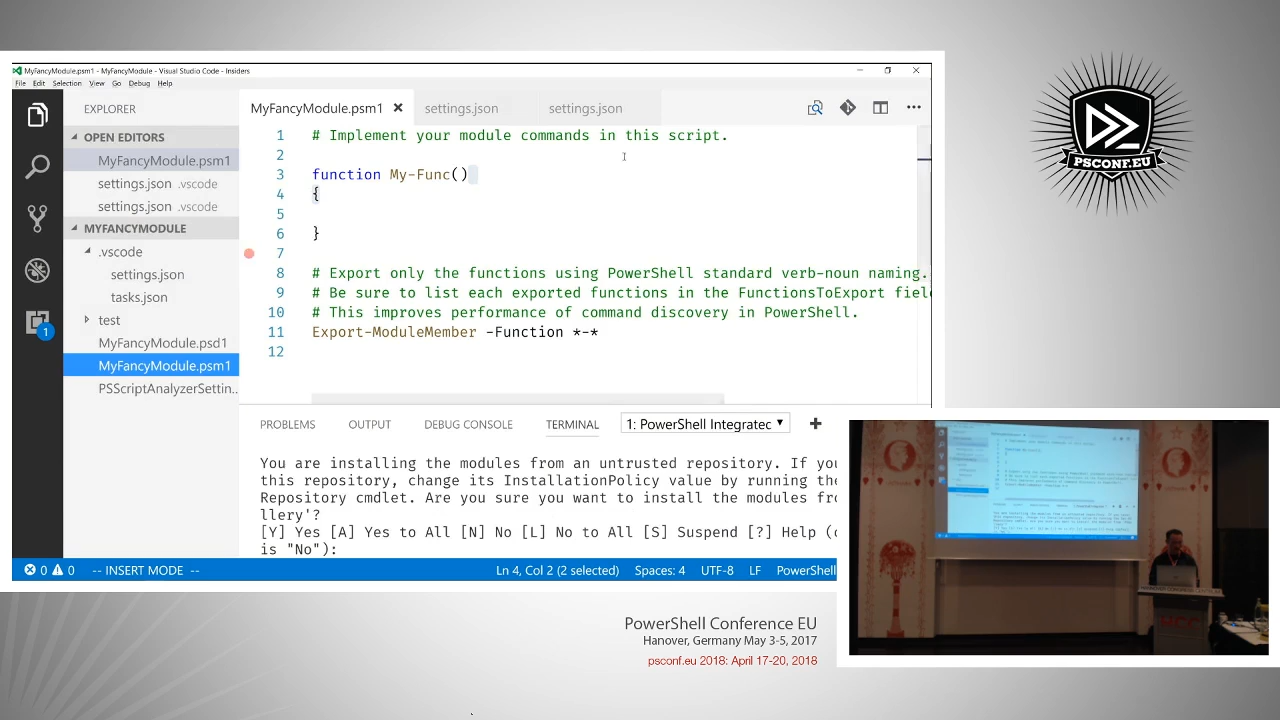 MyFancyModule.psm1 - MyFancyModule - Visual Studio Code - Insiders
File Edit Selection View Go Debug Help
EXPLORER
OPEN EDITORS
MyFancyModule.psm1
settings.json .vscode
settings.json .vscode
MYFANCYMODULE
.vscode
settings.json
tasks.json
test
MyFancyModule.psd1
MyFancyModule.psm1
PSScriptAnalyzerSettin..
1
MyFancyModule.psm1 settings.json settings.json
1 # Implement your module commands in this script.
2
3 function My-Func()
4 {
5
6 }
7
8 # Export only the functions using PowerShell standard verb-noun naming.
9 # Be sure to list each exported functions in the FunctionsToExport fiel
10 # This improves performance of command discovery in PowerShell.
11 Export-ModuleMember -Function *-*
12
PROBLEMS OUTPUT DEBUG CONSOLE TERMINAL 1: PowerShell Integratec
You are installing the modules from an untrusted repository. If you
this repository, change its InstallationPolicy value by running the
Repository cmdlet. Are you sure you want to install the modules fro
llery'?
[Y] Yes [A] Yes to All [N] No [L] No to All [S] Suspend [?] Help (d
is "No"):
0 0 -- INSERT MODE -- Ln 4, Col 2 (2 selected) Spaces: 4 UTF-8 LF PowerShell
PSCONF.EU
PowerShell Conference EU
Hanover, Germany May 3-5, 2017
psconf.eu 2018: April 17-20, 2018
HCC